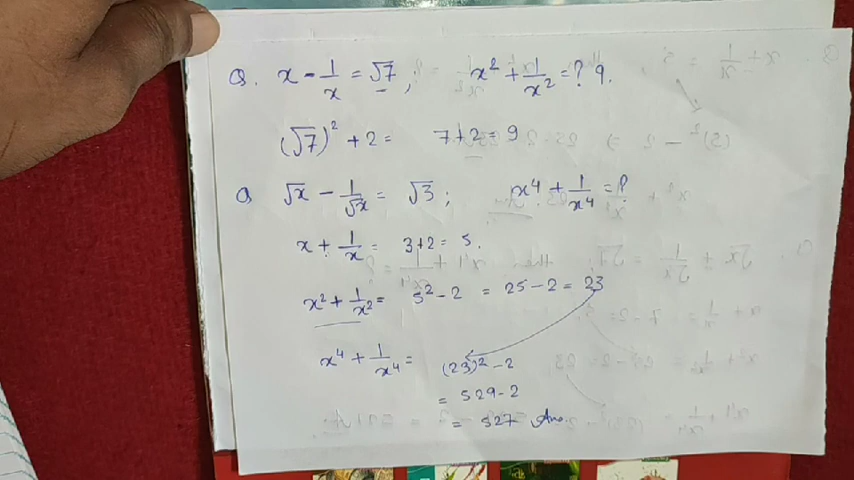 Q. x - 1/x = √7, x² + 1/x² = ? 9.
(√7)² + 2 = 7+2 = 9
Q √x - 1/√x = √3; x⁴ + 1/x⁴ = ?
x + 1/x = 3+2 = 5.
x² + 1/x² = 5² - 2 = 25 - 2 = 23
x⁴ + 1/x⁴ = (23)² - 2
= 529 - 2
= 527 Ans.